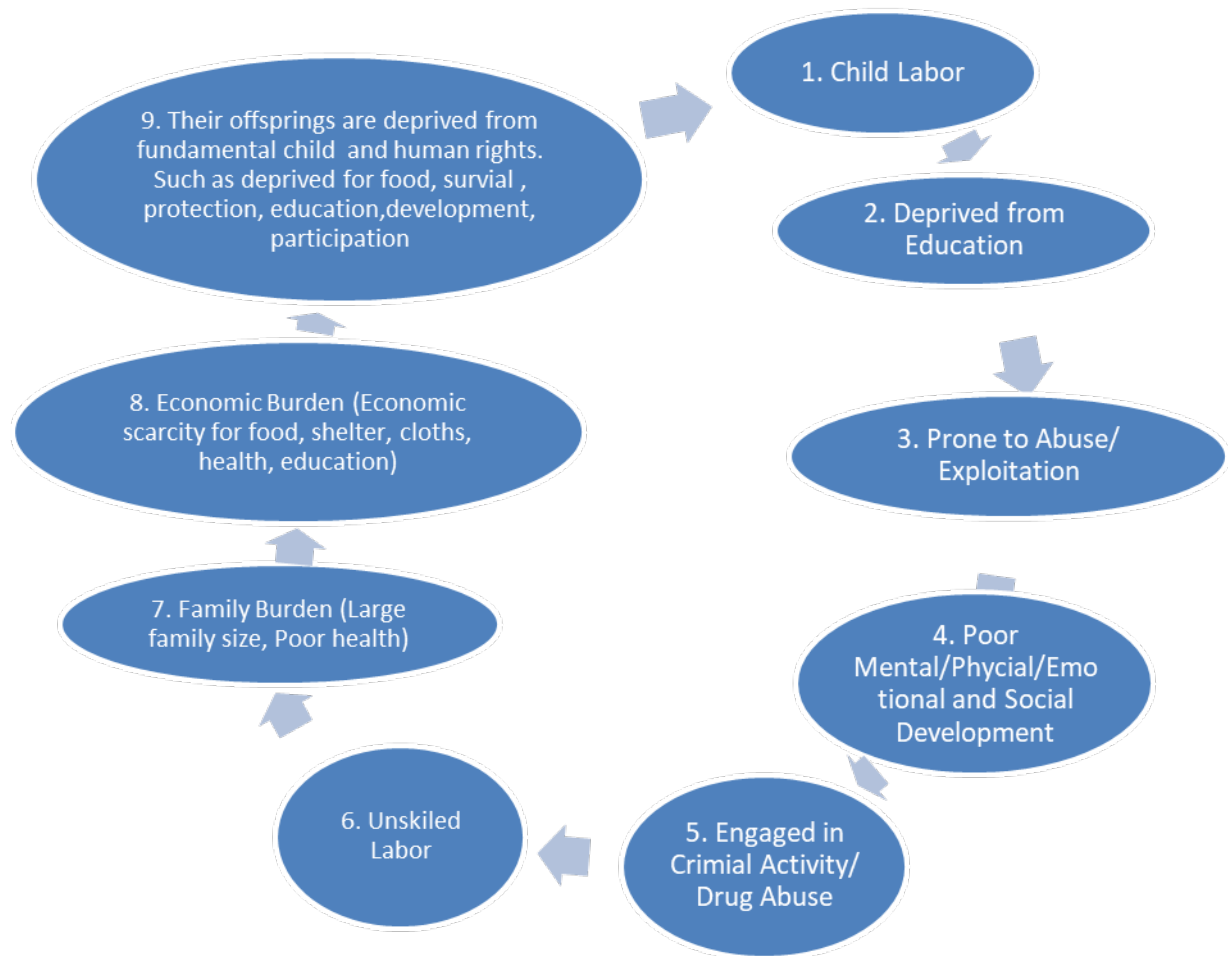 1. Child Labor
2. Deprived from
Education
3. Prone to Abuse/
Exploitation
4. Poor
Mental/Phycial/Emo
tional and Social
Development
5. Engaged in
Crimial Activity/
Drug Abuse
6. Unskiled
Labor
7. Family Burden (Large
family size, Poor health)
8. Economic Burden (Economic
scarcity for food, shelter, cloths,
health, education)
9. Their offsprings are deprived from
fundamental child  and human rights.
Such as deprived for food, survial ,
protection, education,development,
participation